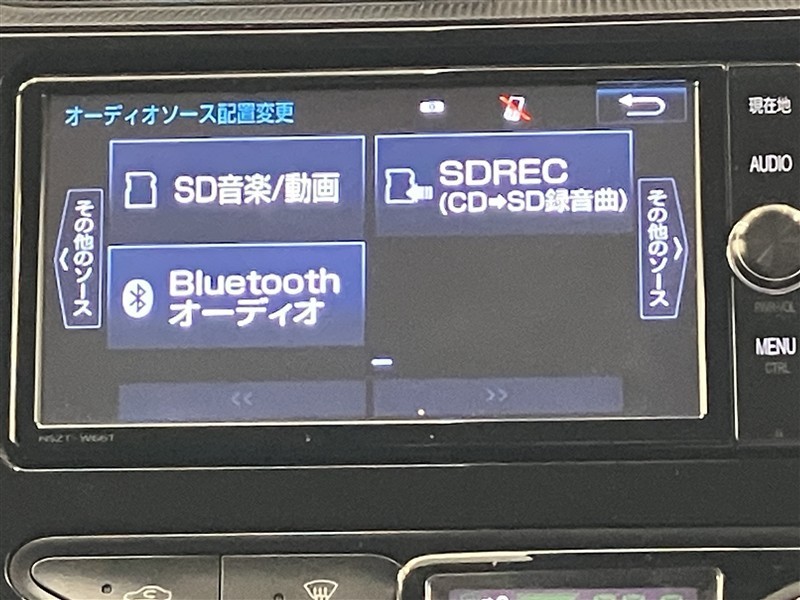 オーディオソース配置変更
現在地
SD音楽/動画
SDREC
(CD➡SD録音曲)
AUDIO
その他のソース
その他のソース
Bluetooth
オーディオ
PWR•VOL
MENU
CTRL
<<
>>
NSZT-W66T